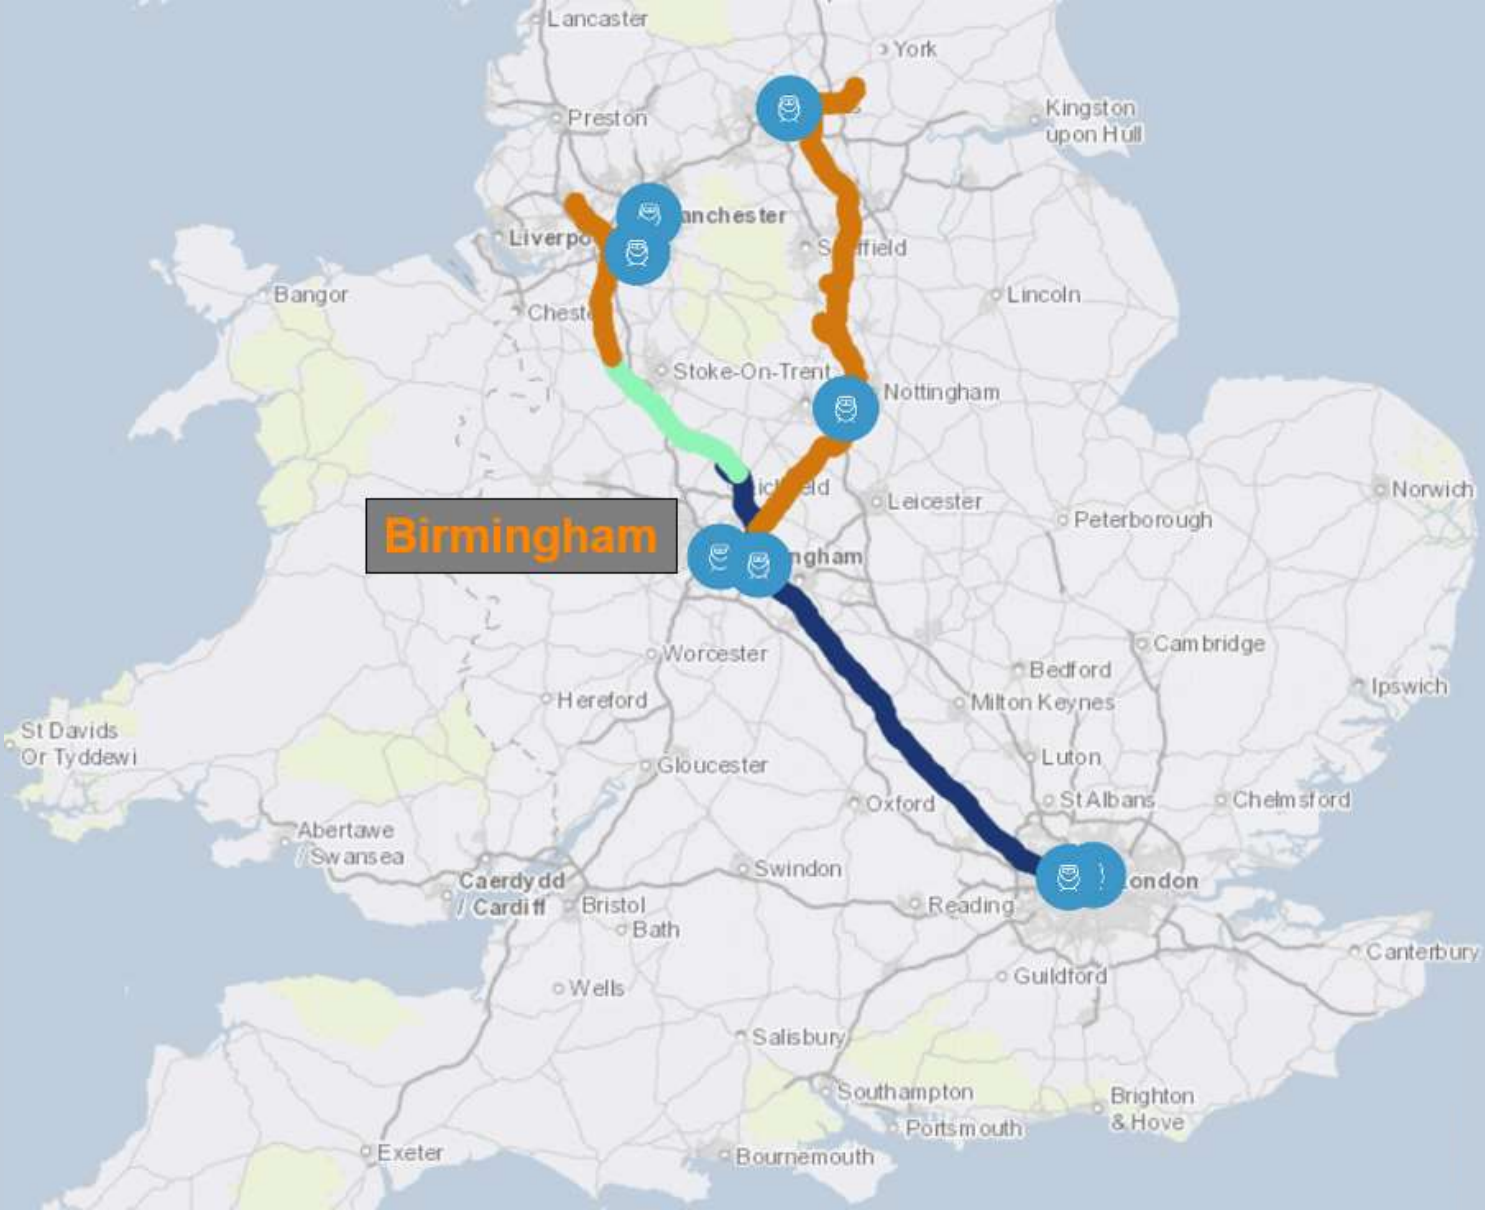 Lancaster
York
Preston
Kingston
upon Hull
anchester
Liverpo
ffield
Bangor
Lincoln
Cheste
Stoke-On-Trent
Nottingham
Norwich
Leicester
Peterborough
Birmingham
ngham
Cambridge
Worcester
Bedford
Ipswich
Hereford
Milton Keynes
St Davids
Or Tyddewi
Luton
Gloucester
St Albans
Chelmsford
Oxford
Abertawe
/ Swansea
Swindon
Caerdydd
/ Cardiff
ondon
Bristol
Reading
Bath
Canterbury
Guildford
Wells
Salisbury
Southampton
Brighton
& Hove
Portsmouth
Exeter
Bournemouth